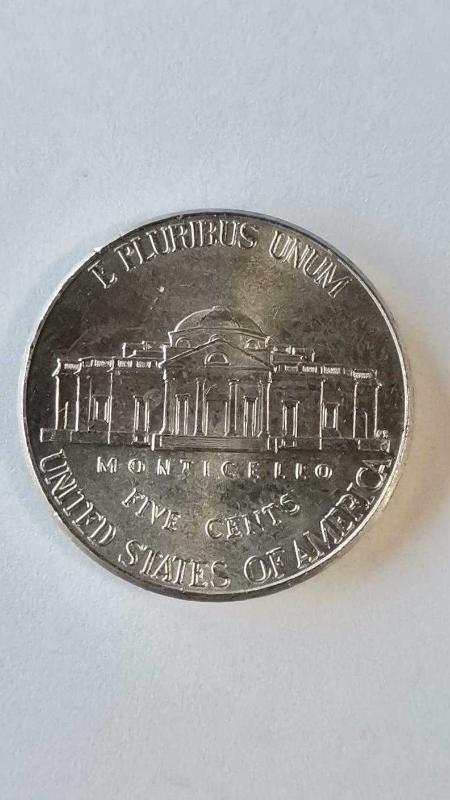 E PLURIBUS UNUM
MONTICELLO
FIVE CENTS
UNITED STATES OF AMERICA